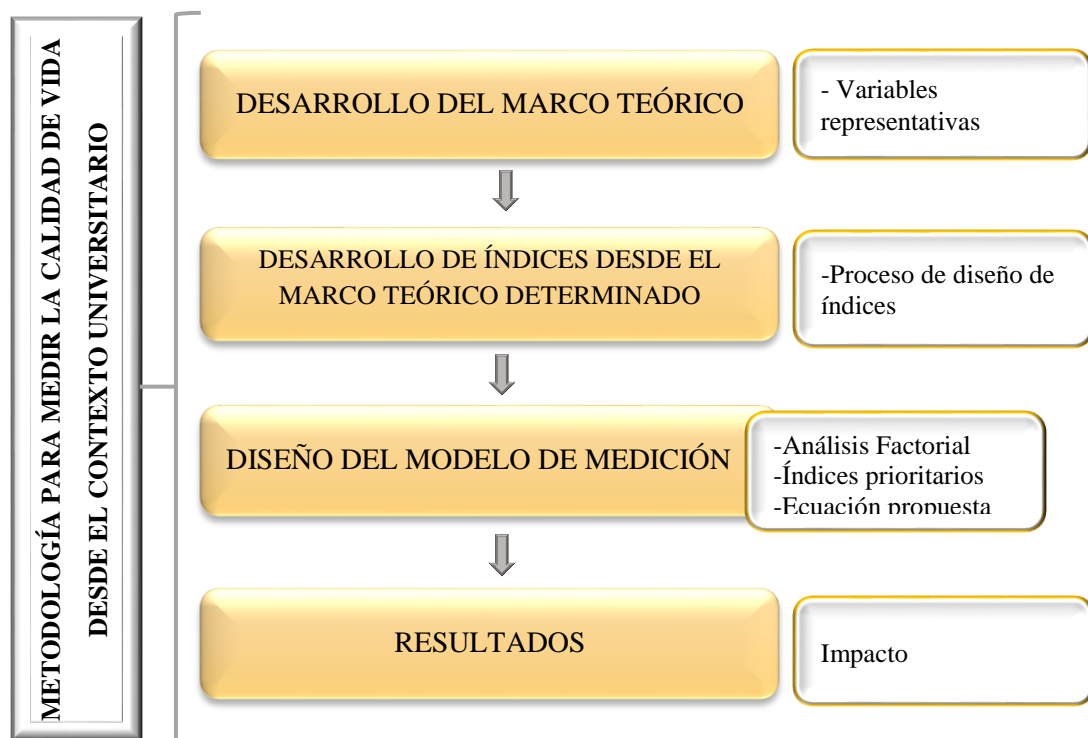 METODOLOGÍA PARA MEDIR LA CALIDAD DE VIDA
DESDE EL CONTEXTO UNIVERSITARIO
DESARROLLO DEL MARCO TEÓRICO
- Variables
representativas
DESARROLLO DE ÍNDICES DESDE EL
MARCO TEÓRICO DETERMINADO
-Proceso de diseño de
índices
DISEÑO DEL MODELO DE MEDICIÓN
-Análisis Factorial
-Índices prioritarios
-Ecuación propuesta
RESULTADOS
Impacto